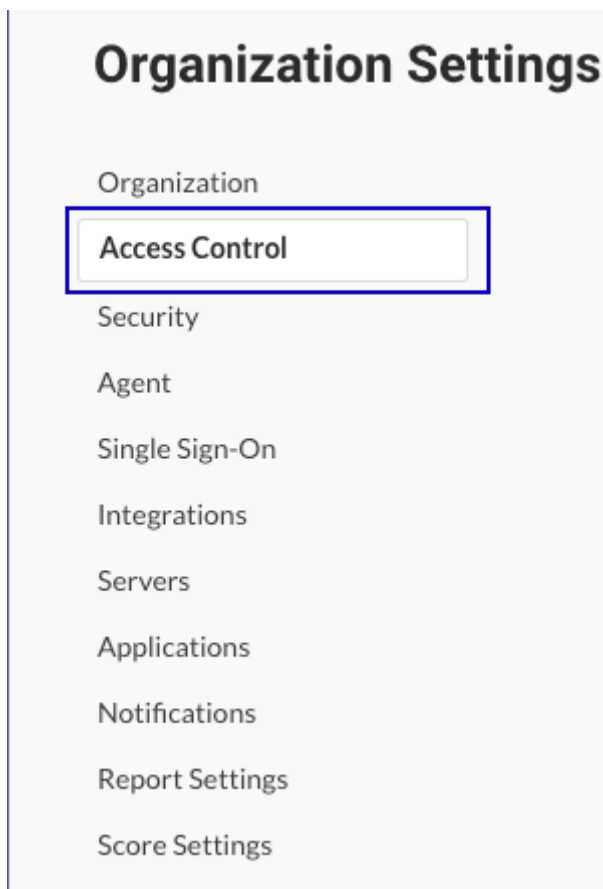 Organization Settings
Organization
Access Control
Security
Agent
Single Sign-On
Integrations
Servers
Applications
Notifications
Report Settings
Score Settings